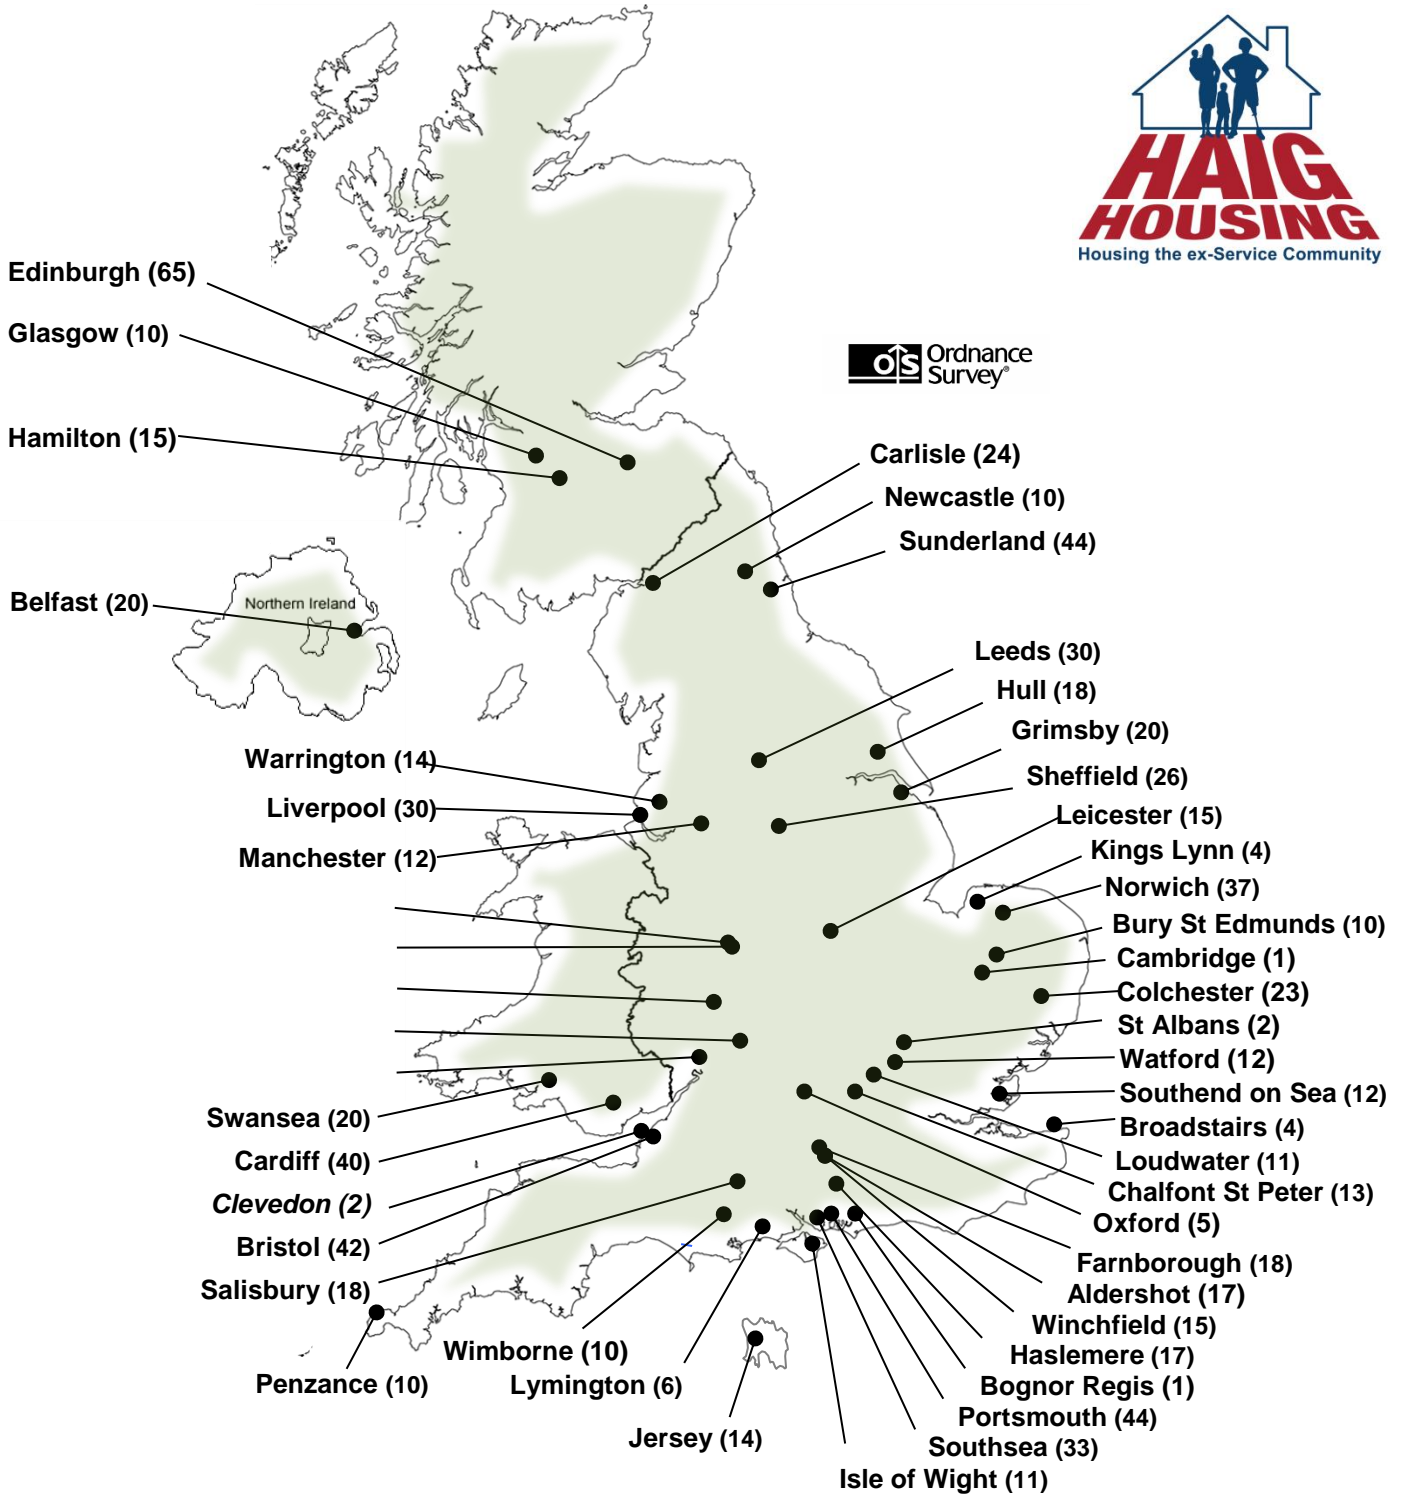 HAIG
HOUSING
Housing the ex-Service Community
Edinburgh (65)
Glasgow (10)
Ordnance
Survey®
Hamilton (15)
Carlisle (24)
Newcastle (10)
Sunderland (44)
Belfast (20)
Northern Ireland
Leeds (30)
Hull (18)
Grimsby (20)
Warrington (14)
Sheffield (26)
Liverpool (30)
Leicester (15)
Manchester (12)
Kings Lynn (4)
Norwich (37)
Bury St Edmunds (10)
Cambridge (1)
Colchester (23)
St Albans (2)
Watford (12)
Southend on Sea (12)
Swansea (20)
Broadstairs (4)
Cardiff (40)
Loudwater (11)
Clevedon (2)
Chalfont St Peter (13)
Oxford (5)
Bristol (42)
Farnborough (18)
Salisbury (18)
Aldershot (17)
Winchfield (15)
Wimborne (10)
Haslemere (17)
Penzance (10)
Lymington (6)
Bognor Regis (1)
Portsmouth (44)
Jersey (14)
Southsea (33)
Isle of Wight (11)